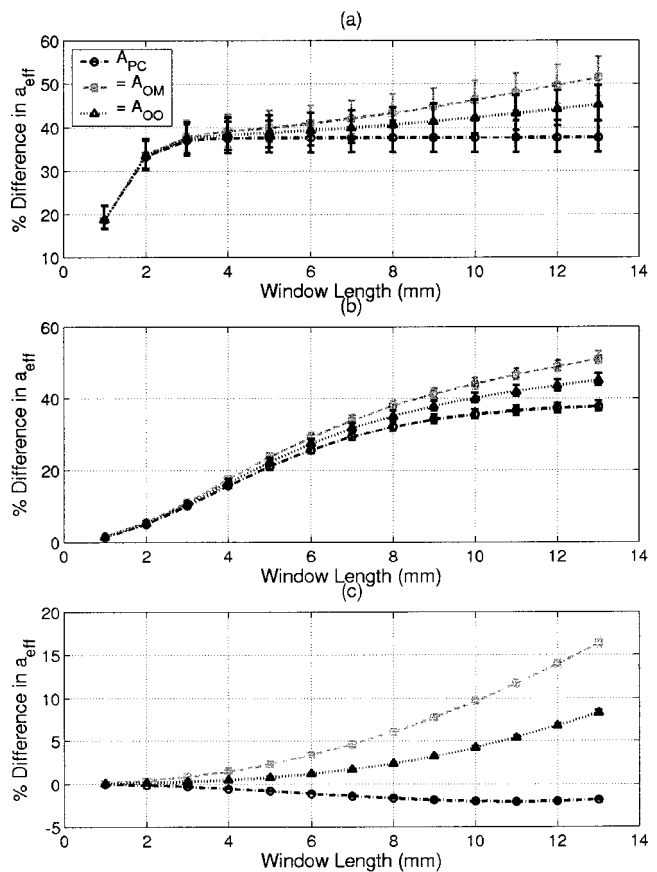 (a)
60
50
40
30
20
10
% Difference in a_eff
A_PC
= A_OM
= A_OO
0 2 4 6 8 10 12 14
Window Length (mm)
(b)
60
40
20
0
% Difference in a_eff
0 2 4 6 8 10 12 14
Window Length (mm)
(c)
20
15
10
5
0
-5
% Difference in a_eff
0 2 4 6 8 10 12 14
Window Length (mm)